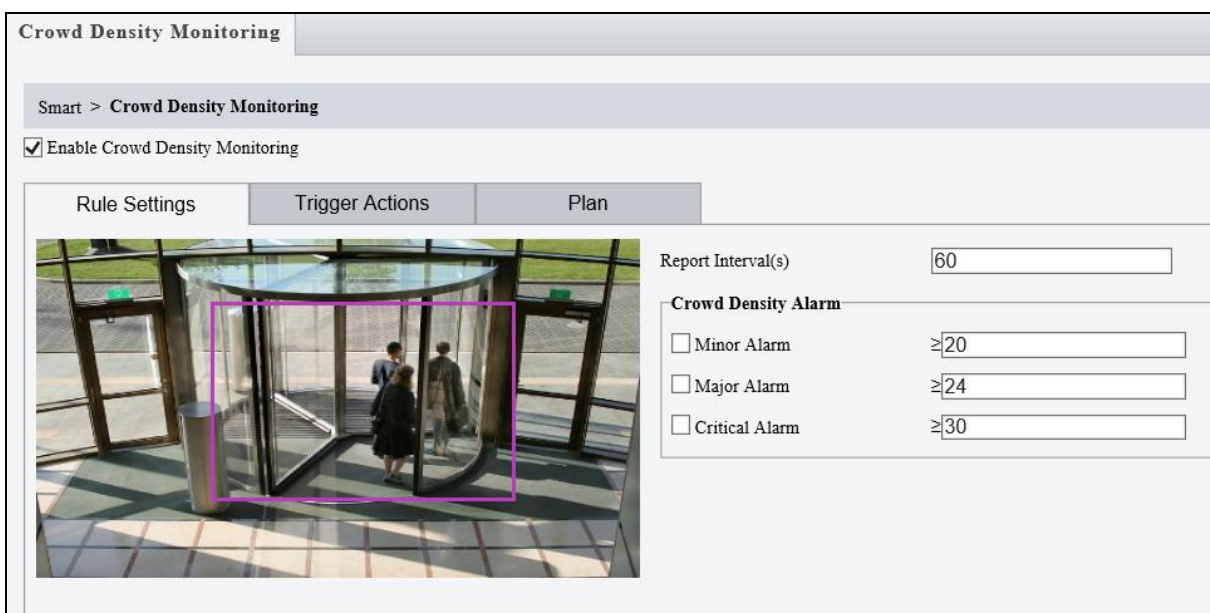 Crowd Density Monitoring
Smart > Crowd Density Monitoring
Enable Crowd Density Monitoring
Rule Settings Trigger Actions Plan
Report Interval(s) 60
Crowd Density Alarm
Minor Alarm ≥20
Major Alarm ≥24
Critical Alarm ≥30